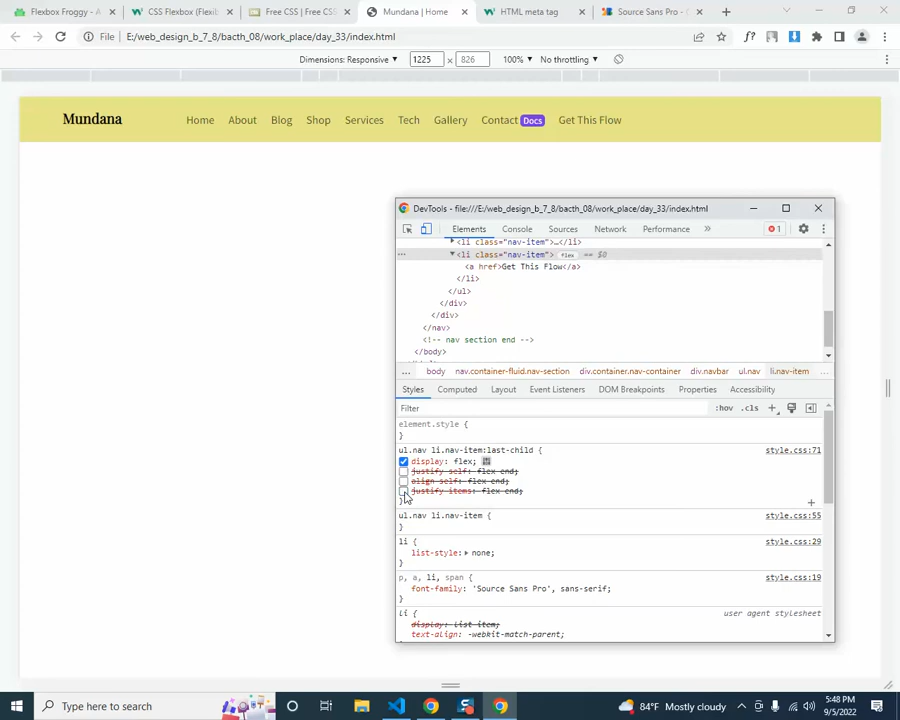 Flexbox Froggy - A
CSS Flexbox (Flexib
Free CSS | Free CSS
Mundana | Home
HTML meta tag
Source Sans Pro -
File E:/web_design_b_7_8/bacth_08/work_place/day_33/index.html
Dimensions: Responsive 1225 x 826 100% No throttling
Mundana Home About Blog Shop Services Tech Gallery Contact Docs Get This Flow
DevTools - file:///E:/web_design_b_7_8/bacth_08/work_place/day_33/index.html
Elements Console Sources Network Performance » 1
<li class="nav-item">…</li>
<li class="nav-item"> flex == $0
<a href>Get This Flow</a>
</li>
</ul>
</div>
</div>
</nav>
<!-- nav section end -->
</body>
... body nav.container-fluid.nav-section div.container.nav-container div.navbar ul.nav li.nav-item ...
Styles Computed Layout Event Listeners DOM Breakpoints Properties Accessibility
Filter :hov .cls
element.style {
}
ul.nav li.nav-item:last-child { style.css:71
display: flex;
justify-self: flex-end;
align-self: flex-end;
justify-items: flex-end;
}
ul.nav li.nav-item { style.css:55
}
li { style.css:29
list-style: none;
}
p, a, li, span { style.css:19
font-family: 'Source Sans Pro', sans-serif;
}
li { user agent stylesheet
display: list-item;
text-align: -webkit-match-parent;
Type here to search
84°F Mostly cloudy
5:48 PM
9/5/2022